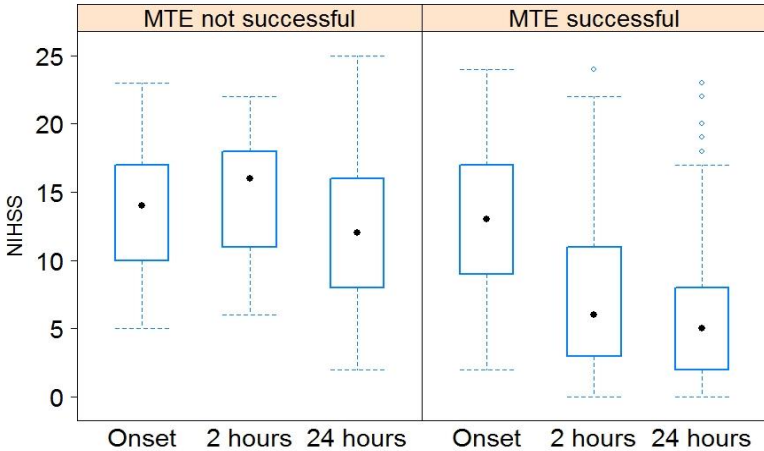 MTE not successful
MTE successful
NIHSS
25
20
15
10
5
0
Onset 2 hours 24 hours
Onset 2 hours 24 hours